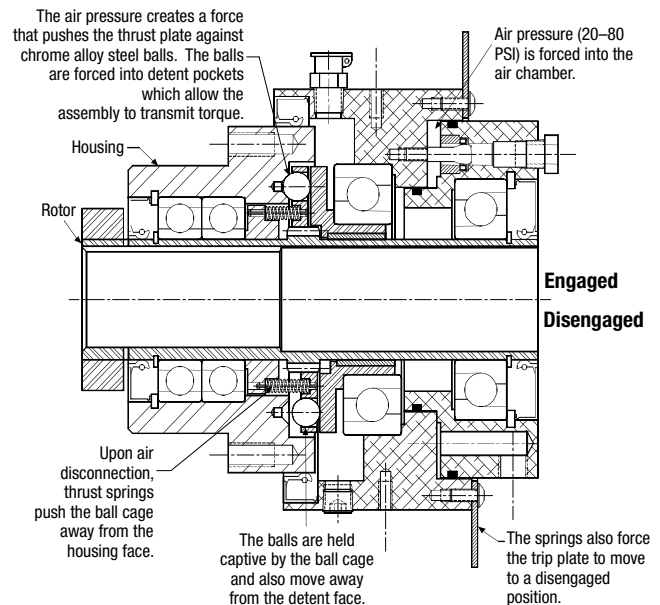 The air pressure creates a force
that pushes the thrust plate against
chrome alloy steel balls. The balls
are forced into detent pockets
which allow the
assembly to transmit torque.
Air pressure (20–80
PSI) is forced into the
air chamber.
Housing
Rotor
Engaged
Disengaged
Upon air
disconnection,
thrust springs
push the ball cage
away from the
housing face.
The balls are held
captive by the ball cage
and also move away
from the detent face.
The springs also force
the trip plate to move
to a disengaged
position.